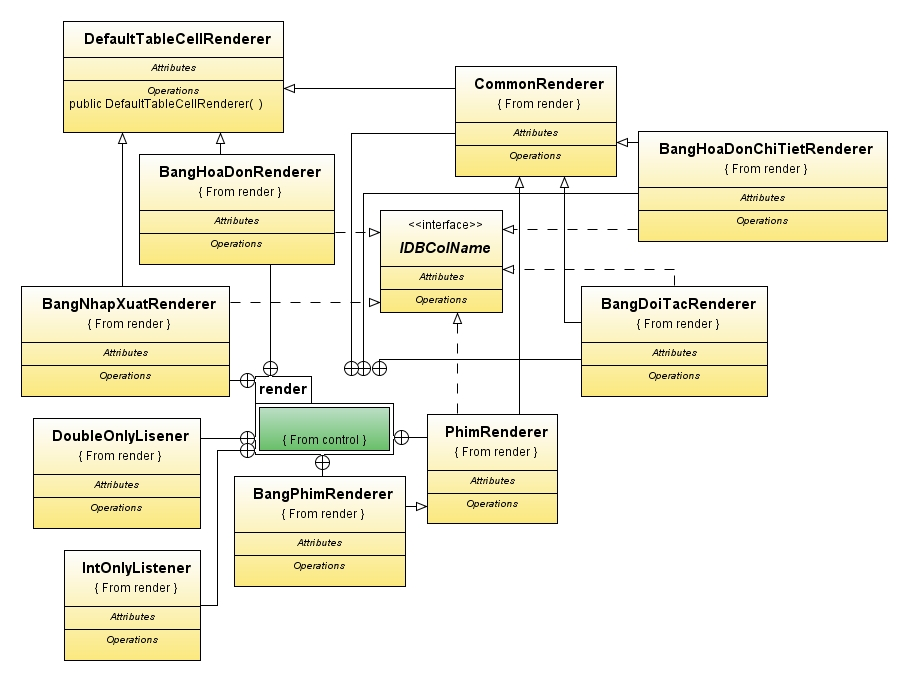 DefaultTableCellRenderer
Attributes
Operations
public DefaultTableCellRenderer( )
CommonRenderer
{ From render }
Attributes
Operations
BangHoaDonChiTietRenderer
{ From render }
Attributes
Operations
BangHoaDonRenderer
{ From render }
Attributes
Operations
<<interface>>
IDBColName
Attributes
Operations
BangNhapXuatRenderer
{ From render }
Attributes
Operations
BangDoiTacRenderer
{ From render }
Attributes
Operations
render
{ From control }
DoubleOnlyLisener
{ From render }
Attributes
Operations
PhimRenderer
{ From render }
Attributes
Operations
BangPhimRenderer
{ From render }
Attributes
Operations
IntOnlyListener
{ From render }
Attributes
Operations